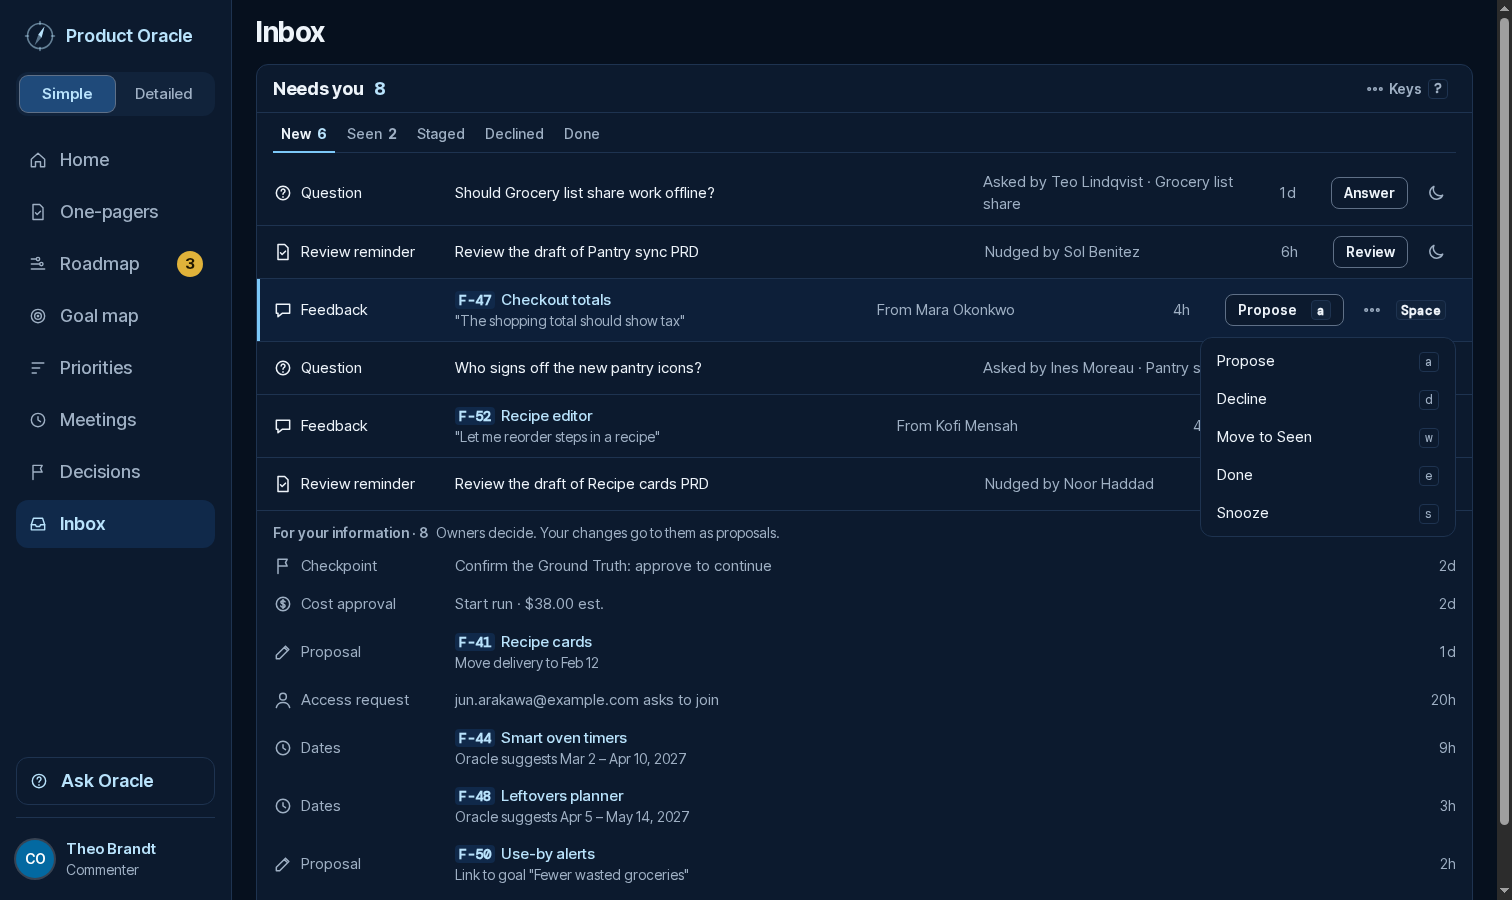 Product Oracle
Simple
Detailed
Home
One-pagers
Roadmap 3
Goal map
Priorities
Meetings
Decisions
Inbox
Ask Oracle
CO
Theo Brandt
Commenter
Inbox
Needs you 8
Keys ?
New 6
Seen 2
Staged
Declined
Done
Question
Should Grocery list share work offline?
Asked by Teo Lindqvist · Grocery list
share
1d
Answer
Review reminder
Review the draft of Pantry sync PRD
Nudged by Sol Benitez
6h
Review
Feedback
F-47 Checkout totals
"The shopping total should show tax"
From Mara Okonkwo
4h
Propose a
Space
Question
Who signs off the new pantry icons?
Asked by Ines Moreau · Pantry s
Feedback
F-52 Recipe editor
"Let me reorder steps in a recipe"
From Kofi Mensah
4
Review reminder
Review the draft of Recipe cards PRD
Nudged by Noor Haddad
Propose a
Decline d
Move to Seen w
Done e
Snooze s
For your information · 8 Owners decide. Your changes go to them as proposals.
Checkpoint
Confirm the Ground Truth: approve to continue
2d
Cost approval
Start run · $38.00 est.
2d
Proposal
F-41 Recipe cards
Move delivery to Feb 12
1d
Access request
jun.arakawa@example.com asks to join
20h
Dates
F-44 Smart oven timers
Oracle suggests Mar 2 – Apr 10, 2027
9h
Dates
F-48 Leftovers planner
Oracle suggests Apr 5 – May 14, 2027
3h
Proposal
F-50 Use-by alerts
Link to goal "Fewer wasted groceries"
2h